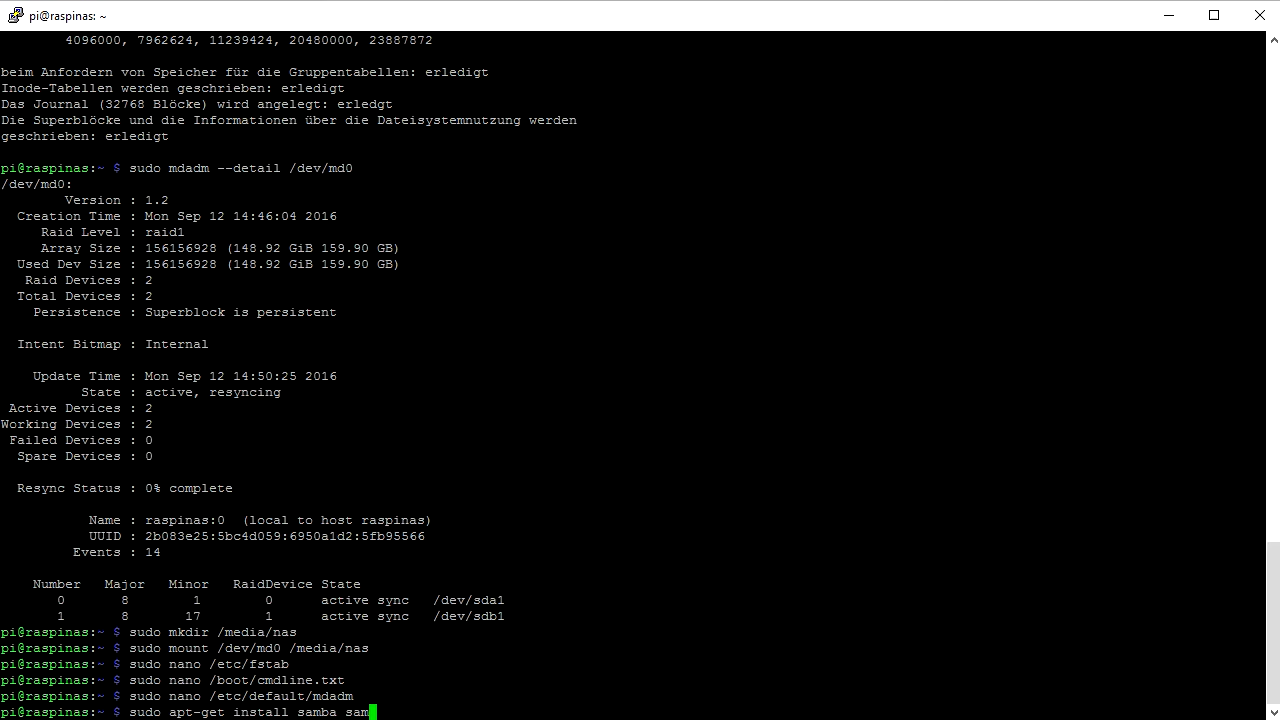 pi@raspinas: ~
4096000, 7962624, 11239424, 20480000, 23887872
beim Anfordern von Speicher für die Gruppentabellen: erledigt
Inode-Tabellen werden geschrieben: erledigt
Das Journal (32768 Blöcke) wird angelegt: erledgt
Die Superblöcke und die Informationen über die Dateisystemnutzung werden
geschrieben: erledigt
pi@raspinas:~ $ sudo mdadm --detail /dev/md0
/dev/md0:
Version : 1.2
Creation Time : Mon Sep 12 14:46:04 2016
Raid Level : raid1
Array Size : 156156928 (148.92 GiB 159.90 GB)
Used Dev Size : 156156928 (148.92 GiB 159.90 GB)
Raid Devices : 2
Total Devices : 2
Persistence : Superblock is persistent
Intent Bitmap : Internal
Update Time : Mon Sep 12 14:50:25 2016
State : active, resyncing
Active Devices : 2
Working Devices : 2
Failed Devices : 0
Spare Devices : 0
Resync Status : 0% complete
Name : raspinas:0  (local to host raspinas)
UUID : 2b083e25:5bc4d059:6950a1d2:5fb95566
Events : 14
Number   Major   Minor   RaidDevice State
0        8        1        0      active sync   /dev/sda1
1        8       17        1      active sync   /dev/sdb1
pi@raspinas:~ $ sudo mkdir /media/nas
pi@raspinas:~ $ sudo mount /dev/md0 /media/nas
pi@raspinas:~ $ sudo nano /etc/fstab
pi@raspinas:~ $ sudo nano /boot/cmdline.txt
pi@raspinas:~ $ sudo nano /etc/default/mdadm
pi@raspinas:~ $ sudo apt-get install samba sam